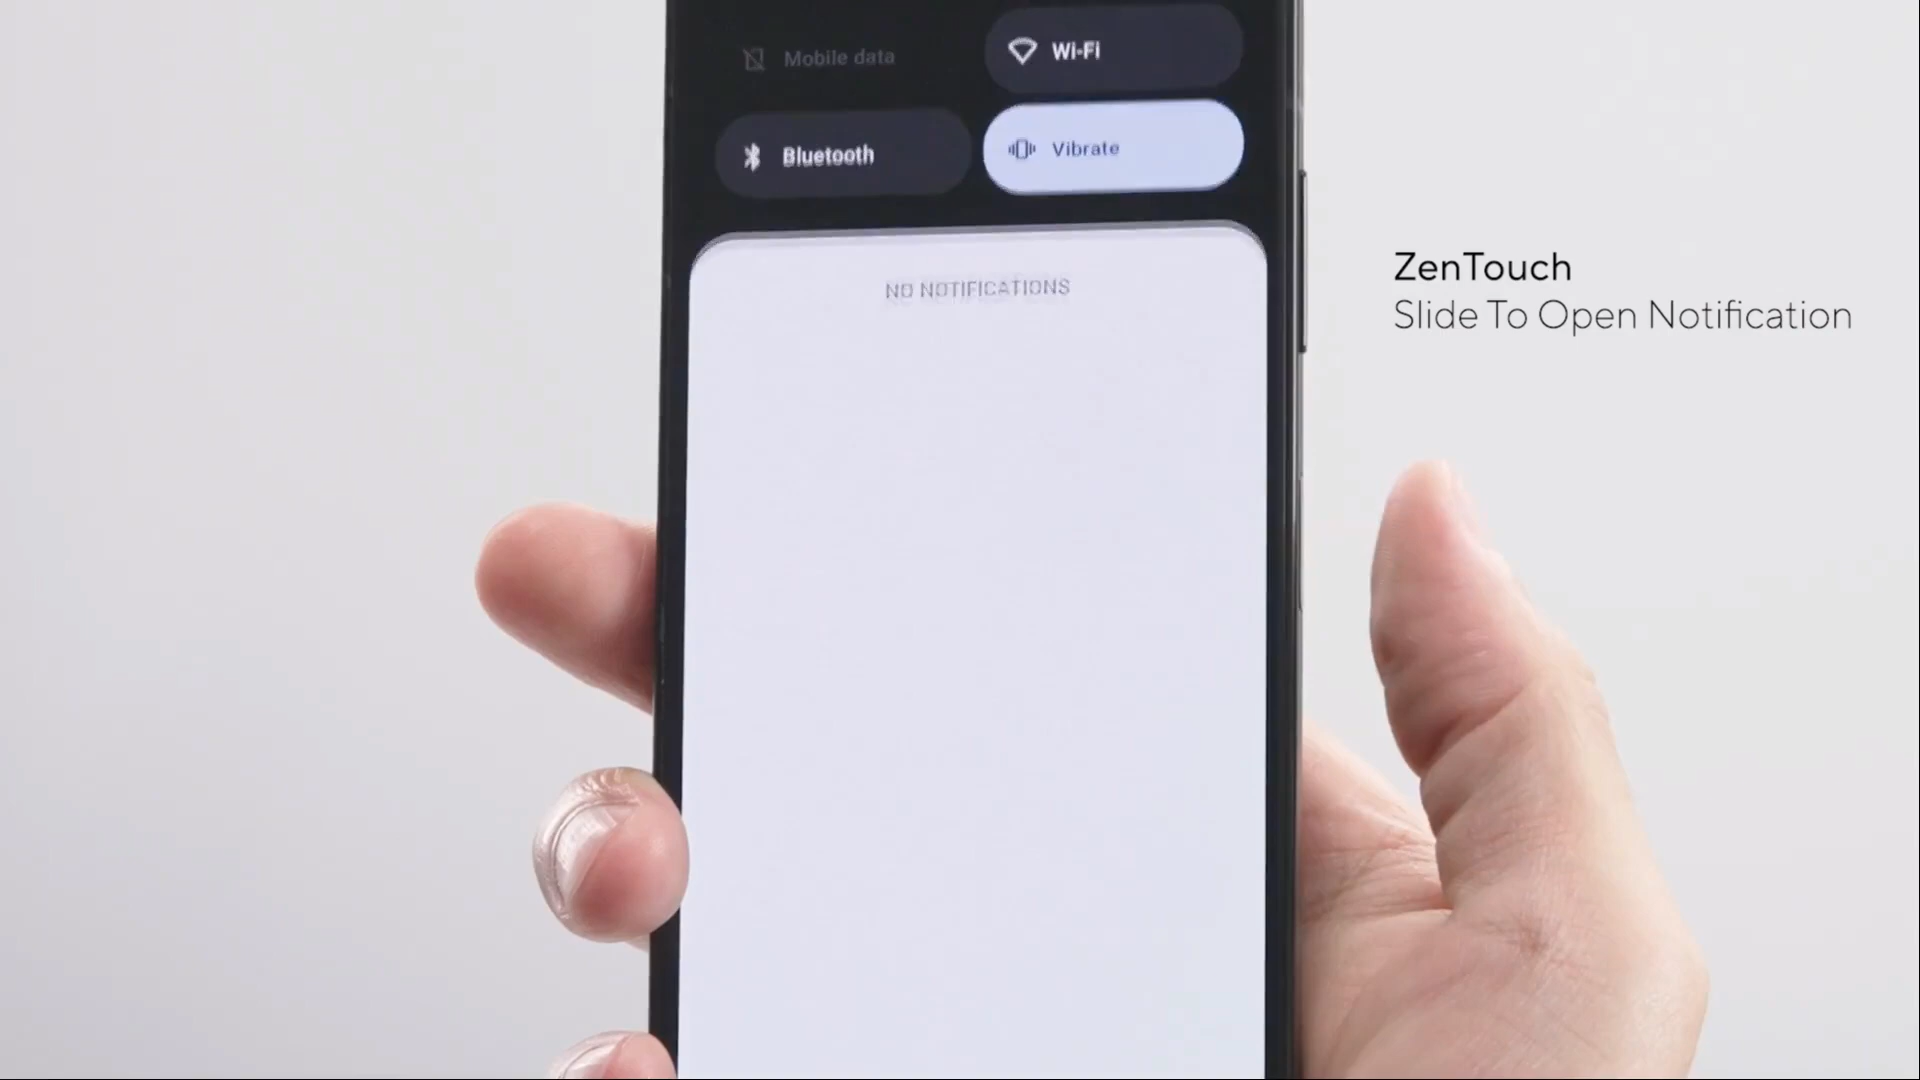 Mobile data
Wi-Fi
Bluetooth
Vibrate
NO NOTIFICATIONS
ZenTouch
Slide To Open Notification